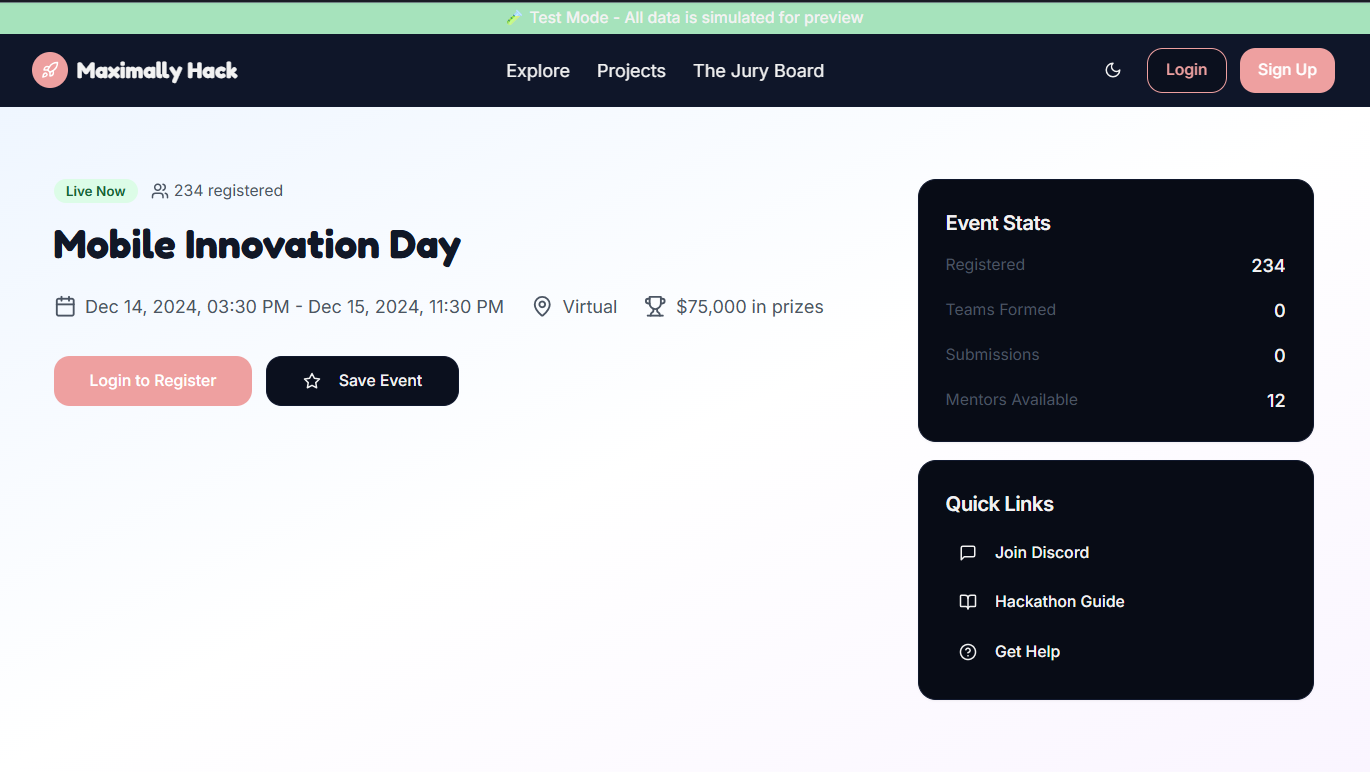 Test Mode - All data is simulated for preview
Maximally Hack
Explore
Projects
The Jury Board
Login
Sign Up
Live Now
234 registered
Mobile Innovation Day
Dec 14, 2024, 03:30 PM - Dec 15, 2024, 11:30 PM
Virtual
$75,000 in prizes
Login to Register
Save Event
Event Stats
Registered 234
Teams Formed 0
Submissions 0
Mentors Available 12
Quick Links
Join Discord
Hackathon Guide
Get Help